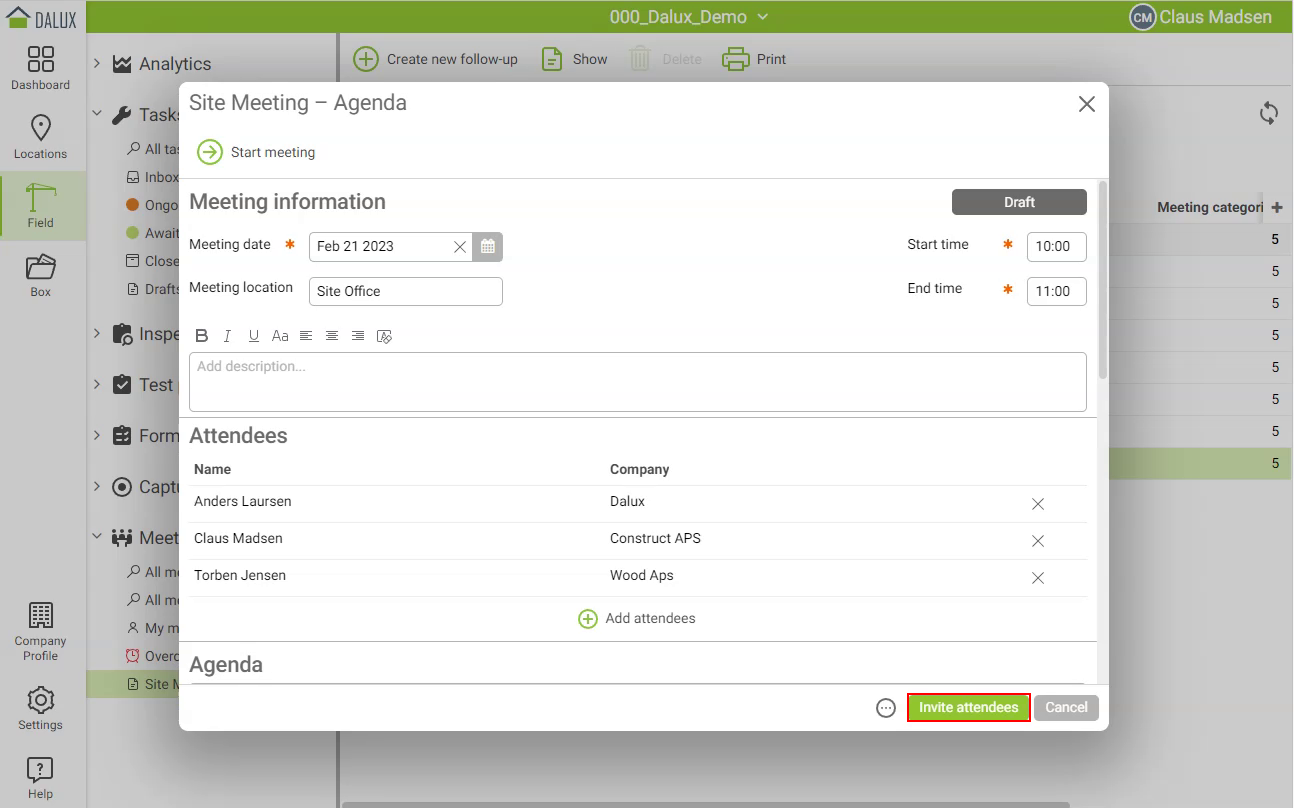 DALUX
000_Dalux_Demo
CM Claus Madsen
Dashboard
Locations
Field
Box
Company
Profile
Settings
Help
Analytics
Tasks
All ta
Inbox
Ongo
Await
Close
Drafts
Inspe
Test
Form
Captu
Meet
All me
All me
My m
Overd
Site M
Create new follow-up
Show
Delete
Print
Meeting categori
5
5
5
5
5
5
5
5
Site Meeting – Agenda
Start meeting
Meeting information
Draft
Meeting date * Feb 21 2023
Start time * 10:00
Meeting location Site Office
End time * 11:00
B I U Aa
Add description...
Attendees
Name Company
Anders Laursen Dalux
Claus Madsen Construct APS
Torben Jensen Wood Aps
Add attendees
Agenda
Invite attendees
Cancel